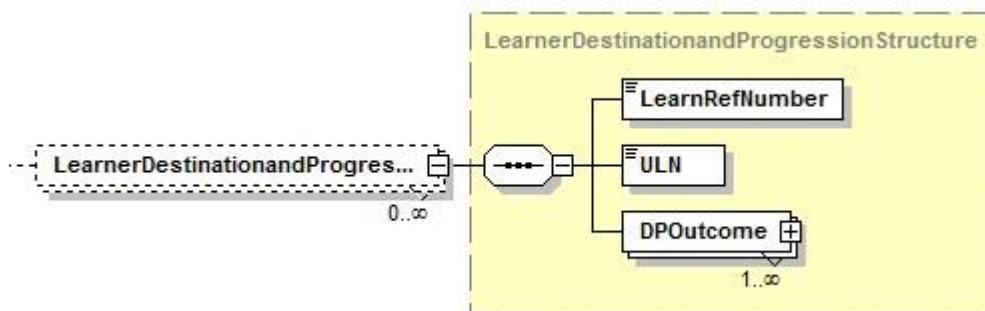 LearnerDestinationandProgressionStructure
LearnRefNumber
LearnerDestinationandProgres...
0..∞
ULN
DPOutcome
1..∞